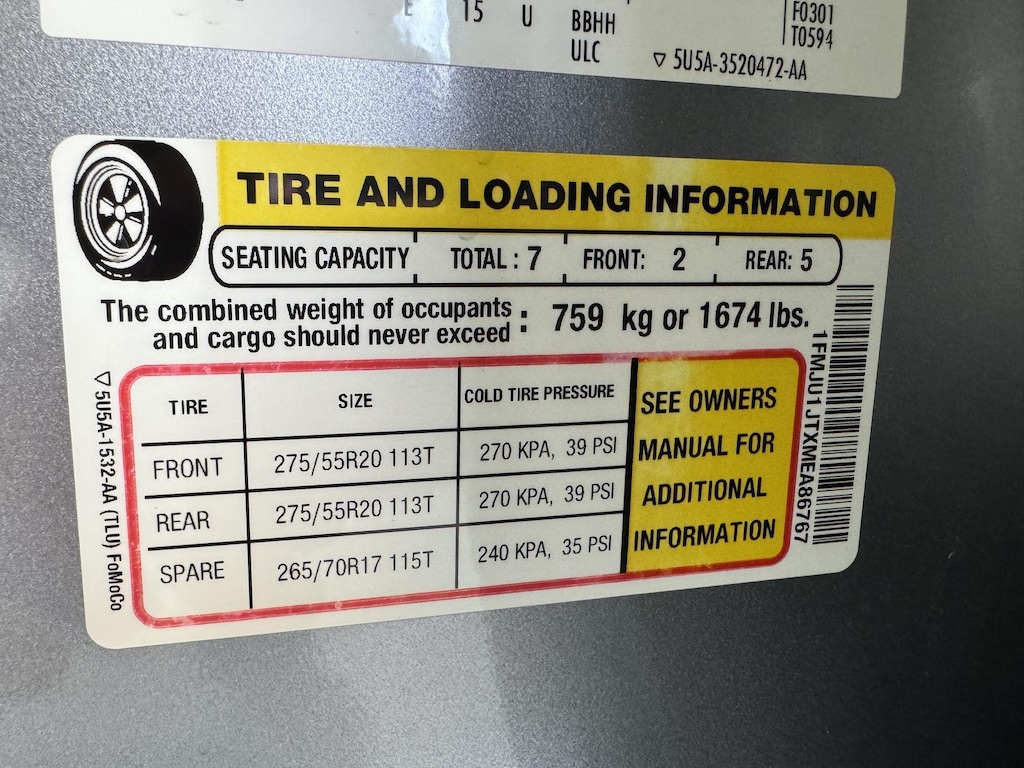 E 15 U BBHH F0301
ULC T0594
▽ 5U5A-3520472-AA
TIRE AND LOADING INFORMATION
SEATING CAPACITY TOTAL : 7 FRONT: 2 REAR: 5
The combined weight of occupants
and cargo should never exceed : 759 kg or 1674 lbs.
TIRE SIZE COLD TIRE PRESSURE
FRONT 275/55R20 113T 270 KPA, 39 PSI
REAR 275/55R20 113T 270 KPA, 39 PSI
SPARE 265/70R17 115T 240 KPA, 35 PSI
SEE OWNERS
MANUAL FOR
ADDITIONAL
INFORMATION
▽ 5U5A-1532-AA (TLU) FoMoCo
1FMJU1JTXMEA86767